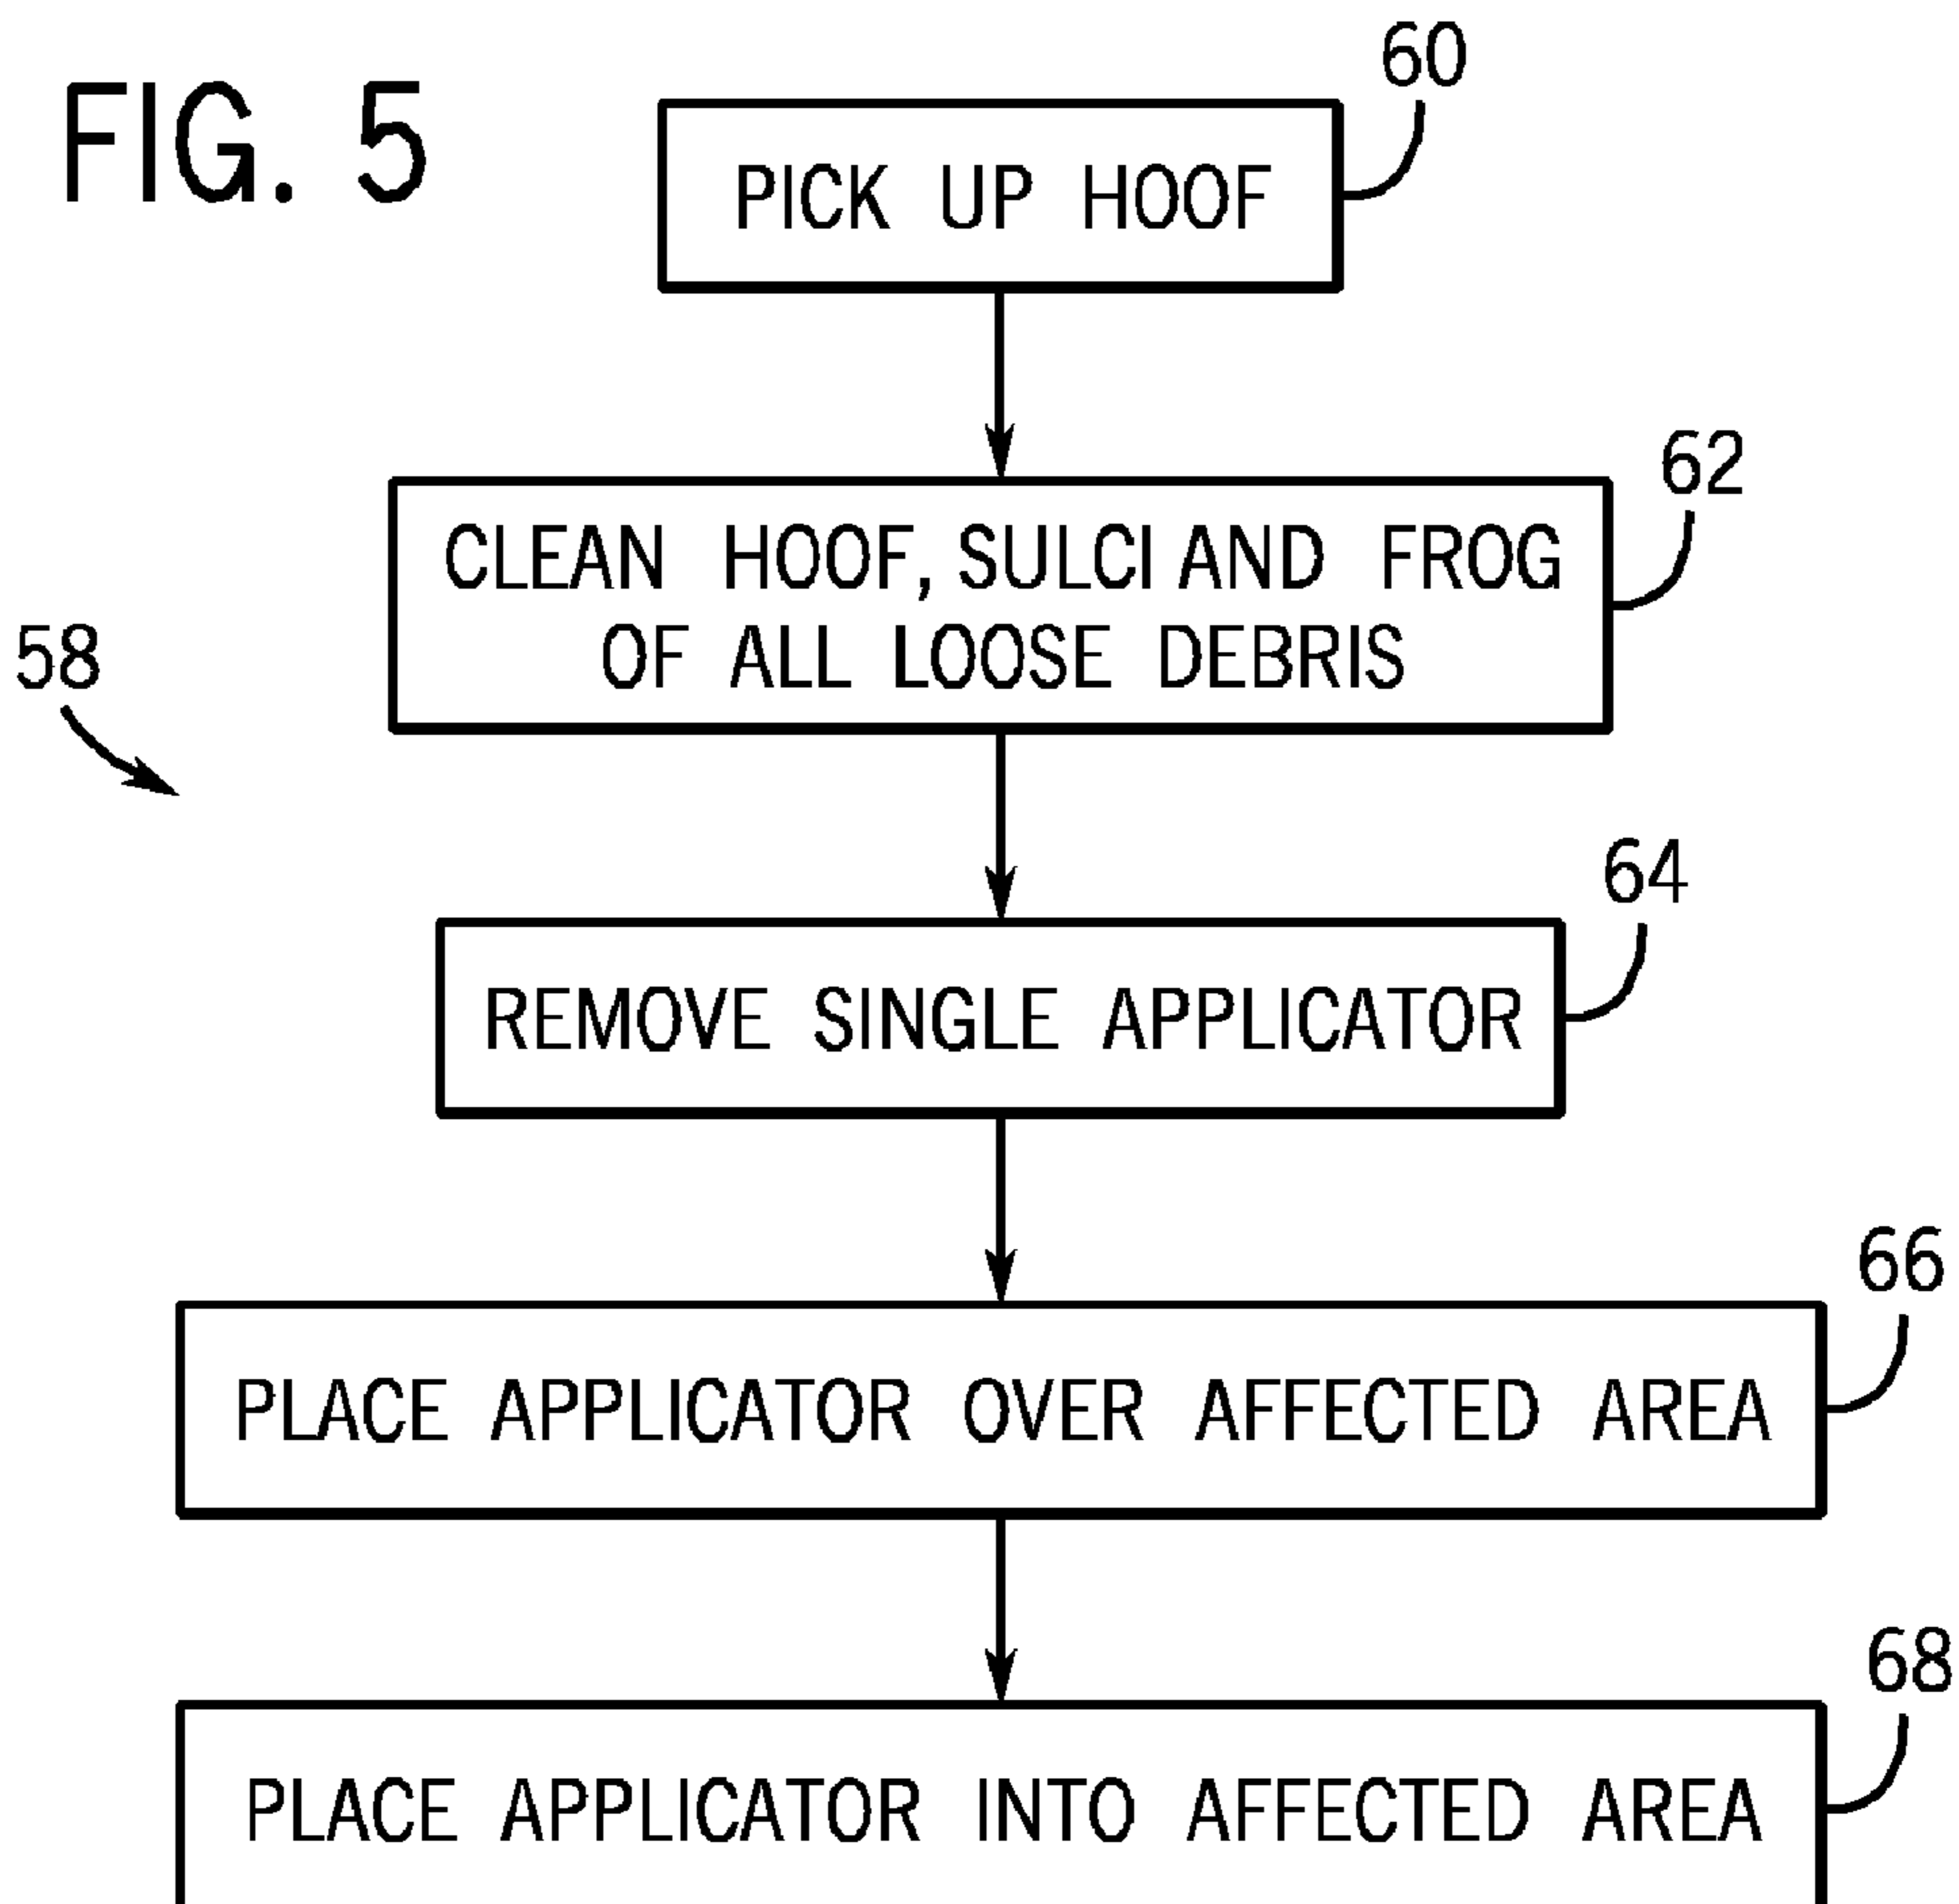 FIG. 5
60
PICK UP HOOF
62
CLEAN HOOF, SULCI AND FROG
OF ALL LOOSE DEBRIS
58
64
REMOVE SINGLE APPLICATOR
66
PLACE APPLICATOR OVER AFFECTED AREA
68
PLACE APPLICATOR INTO AFFECTED AREA